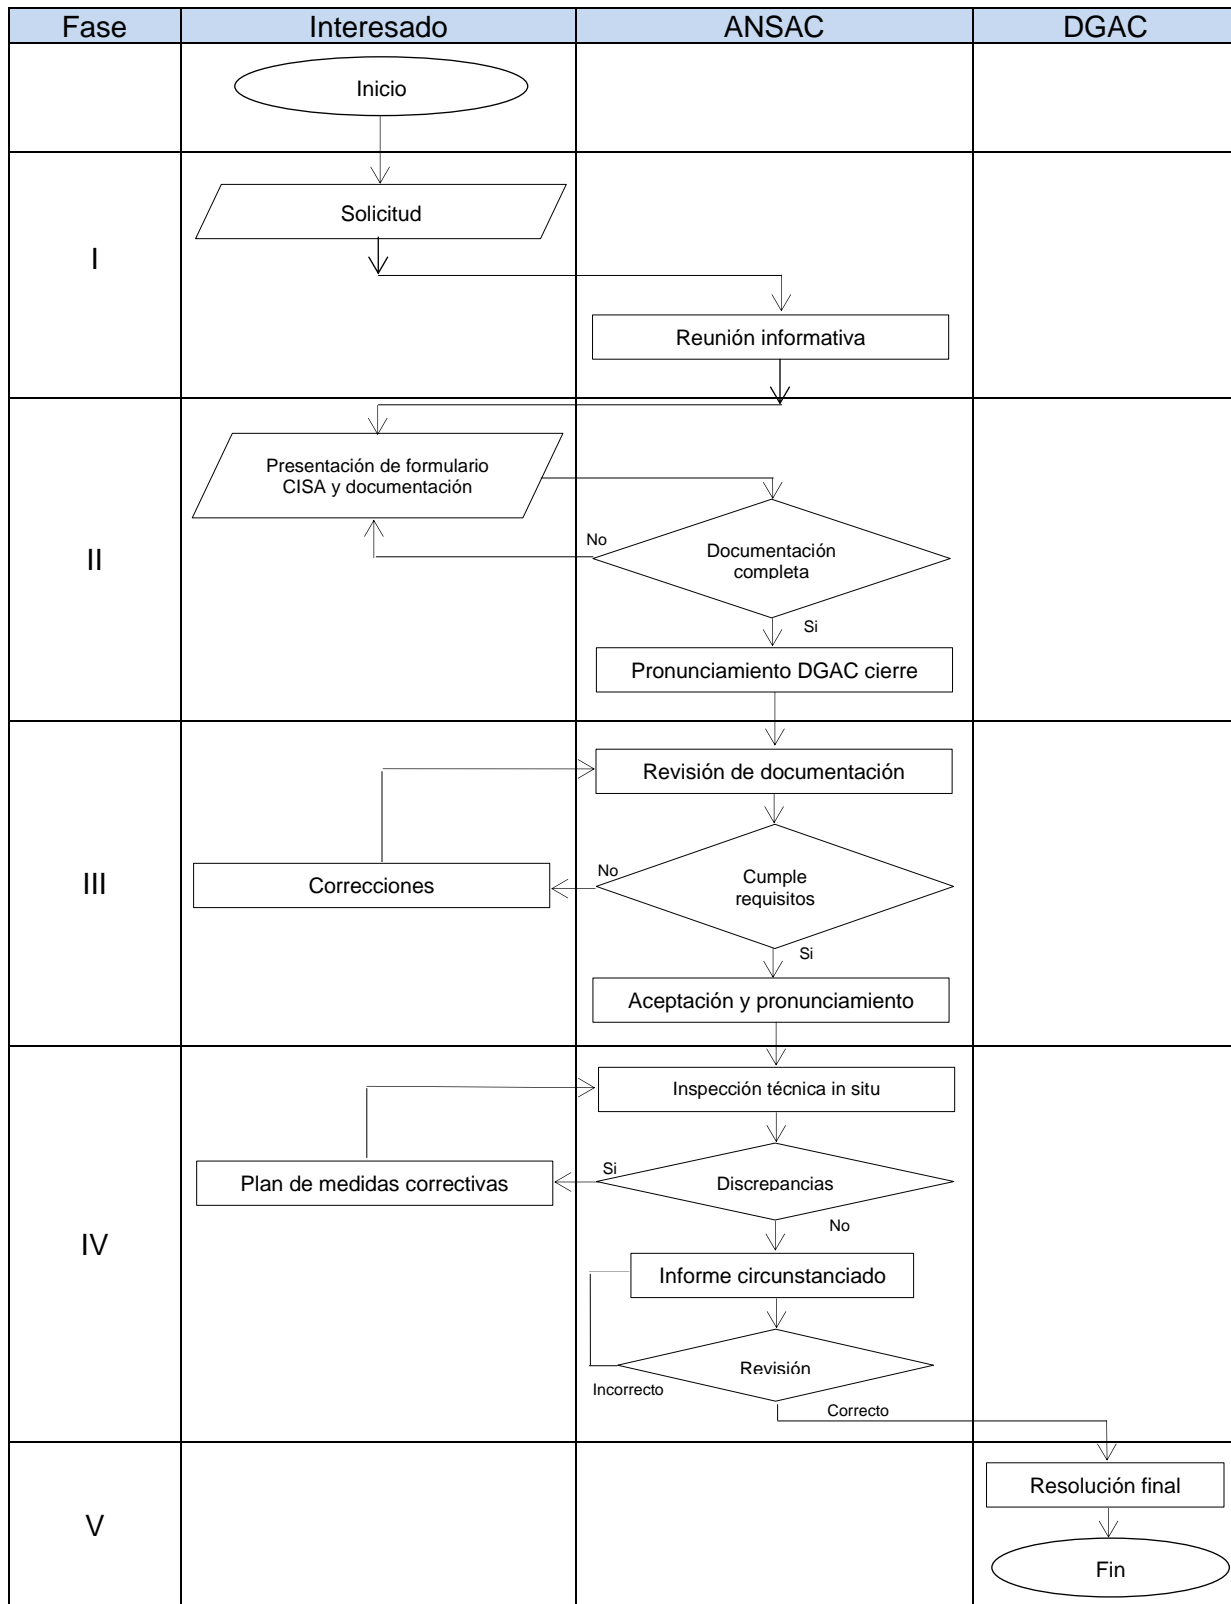 Fase
Interesado
ANSAC
DGAC
Inicio
I
Solicitud
Reunión informativa
II
Presentación de formulario
CISA y documentación
No
Documentación
completa
Si
Pronunciamiento DGAC cierre
III
Revisión de documentación
Correcciones
No
Cumple
requisitos
Si
Aceptación y pronunciamiento
IV
Inspección técnica in situ
Plan de medidas correctivas
Si
Discrepancias
No
Informe circunstanciado
Revisión
Incorrecto
Correcto
V
Resolución final
Fin